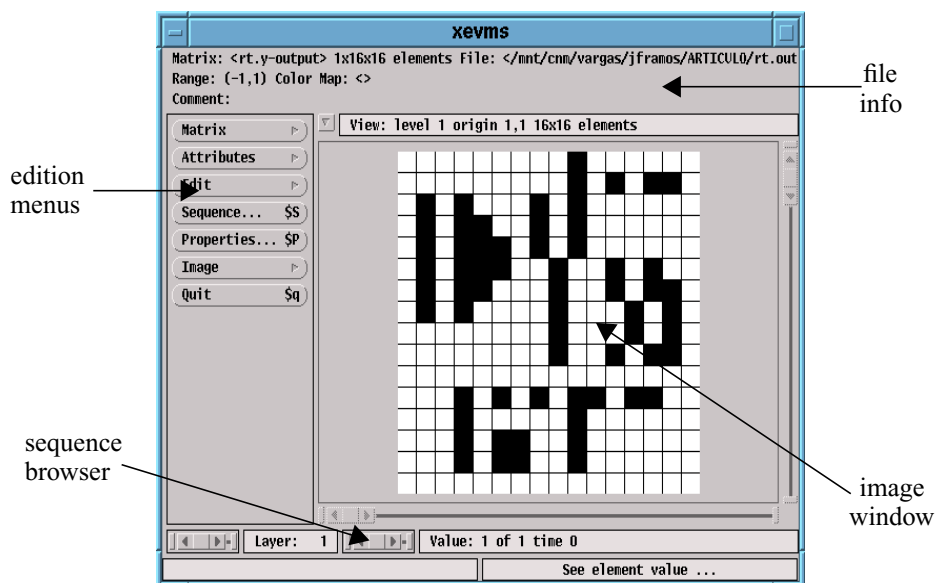 xevms
Matrix: <rt.y-output> 1x16x16 elements File: </mnt/cnm/vargas/jframos/ARTICULO/rt.out
Range: (-1,1) Color Map: <>
Comment:
file
info
Matrix
View: level 1 origin 1,1 16x16 elements
Attributes
edition
menus
Edit
Sequence... $S
Properties... $P
Image
Quit $q
sequence
browser
image
window
Layer: 1
Value: 1 of 1 time 0
See element value ...